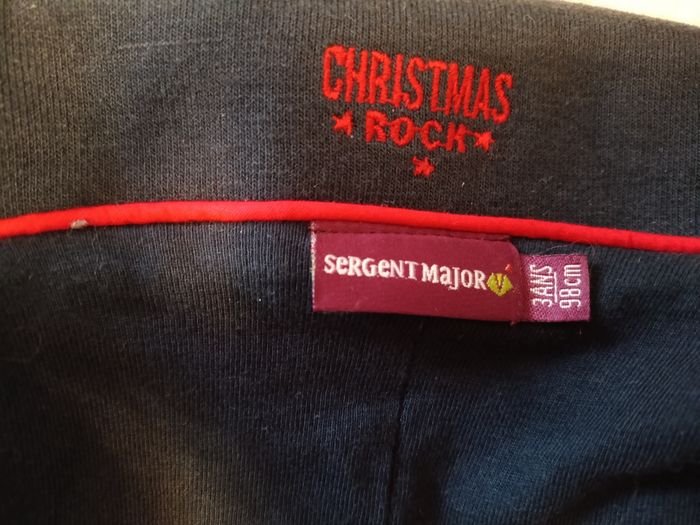 CHRISTMAS
ROCK
SERGENT MAJOR
3ANS
98cm